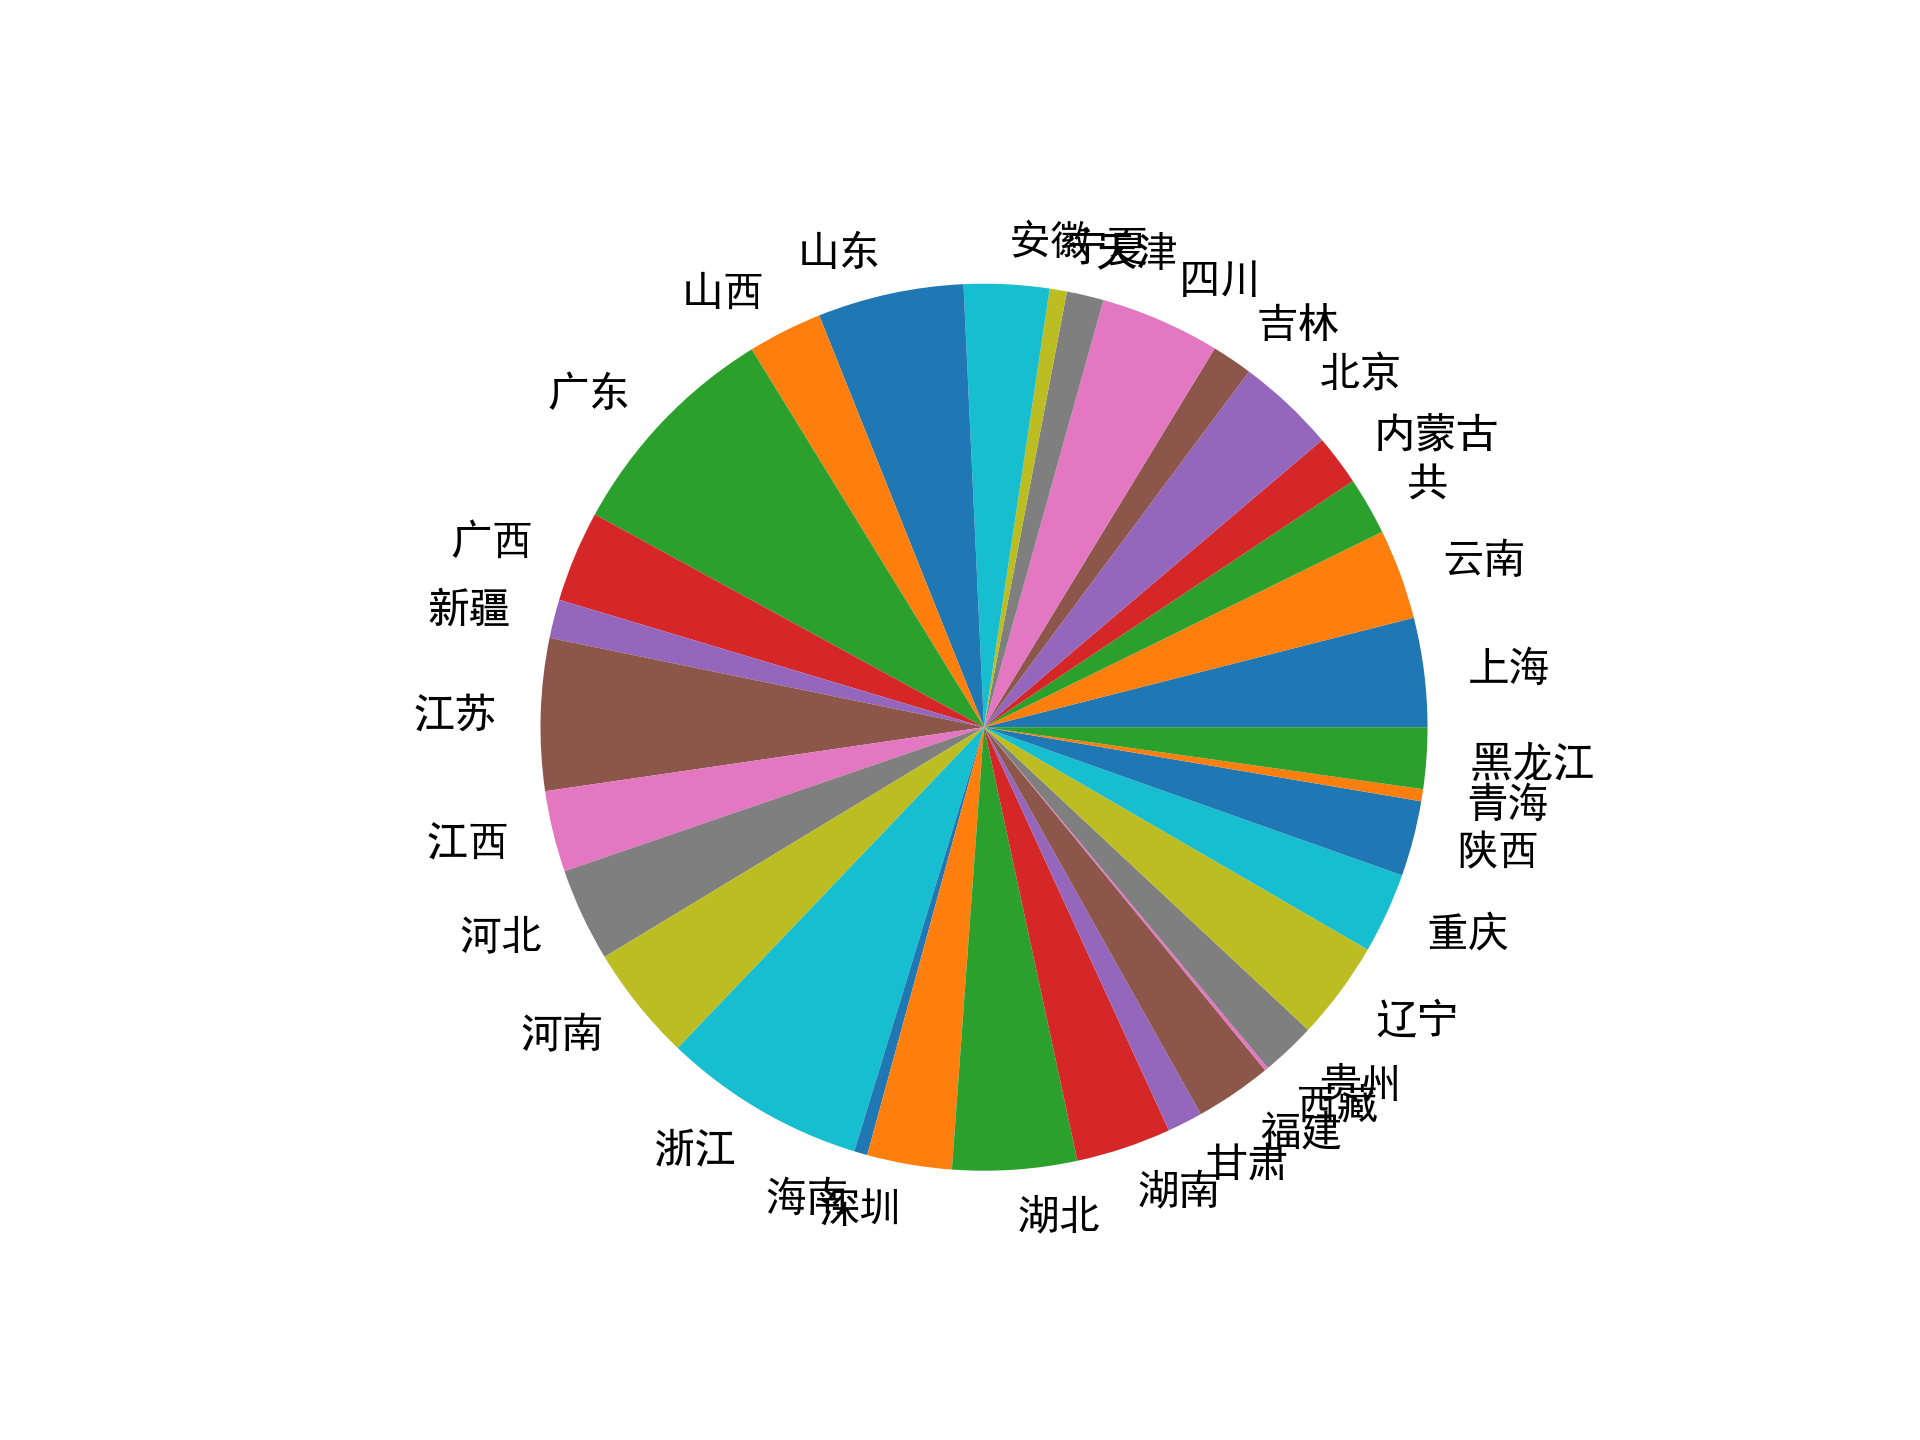 安徽
宁夏
天津
山东
四川
山西
吉林
北京
广东
内蒙古
共
广西
云南
新疆
上海
江苏
黑龙江
青海
江西
陕西
河北
重庆
河南
辽宁
贵州
西藏
福建
浙江
甘肃
湖南
海南
深圳
湖北